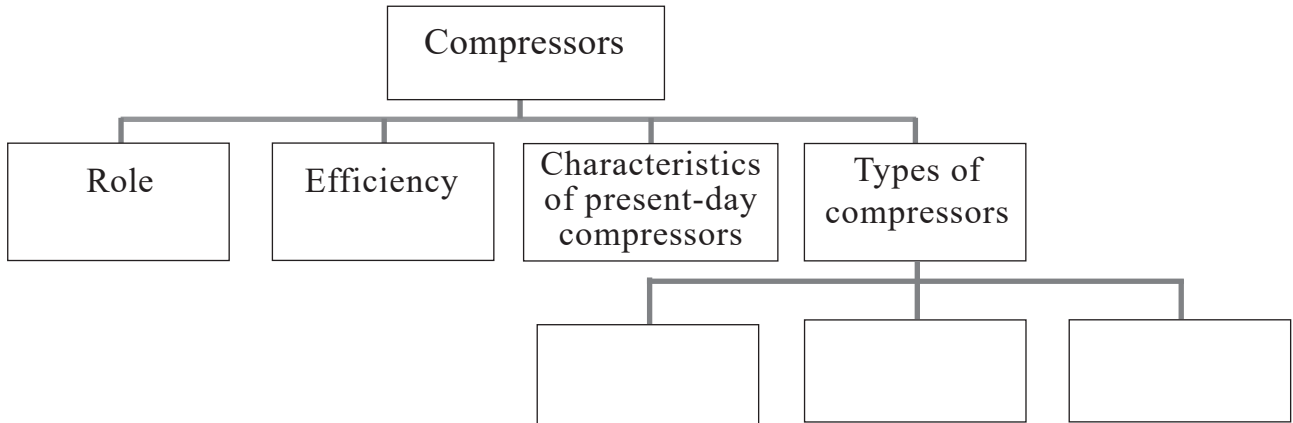 Compressors
Role
Efficiency
Characteristics
of present-day
compressors
Types of
compressors